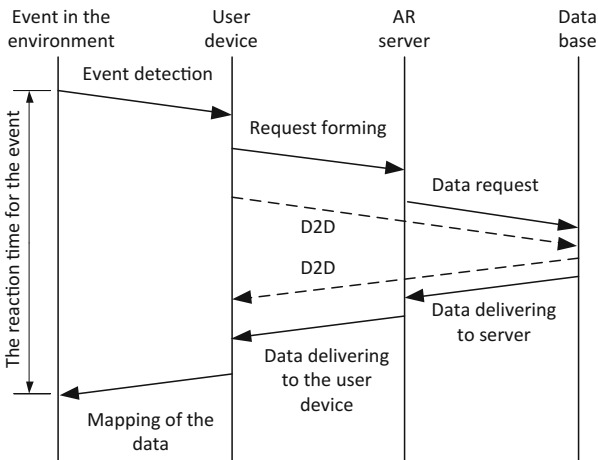 Event in the
environment
User
device
AR
server
Data
base
Event detection
Request forming
Data request
D2D
D2D
Data delivering
to server
Data delivering
to the user
device
Mapping of the
data
The reaction time for the event